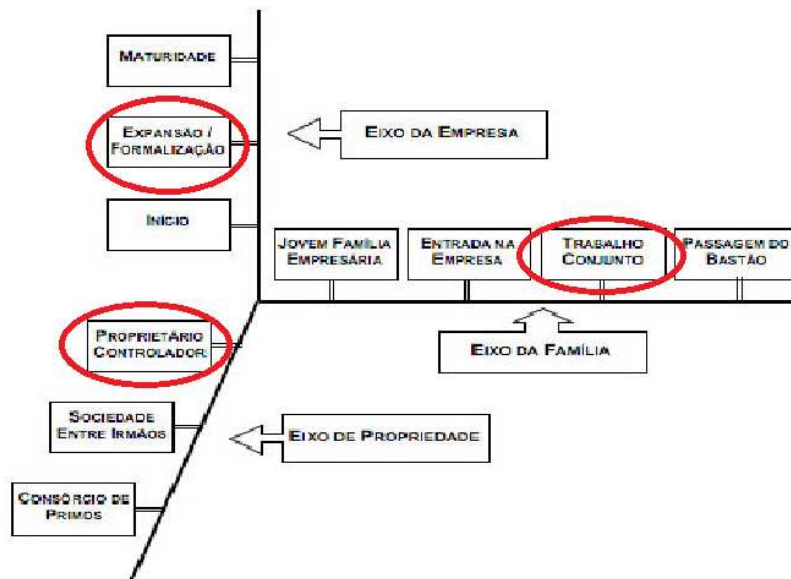 MATURIDADE
EXPANSÃO /
FORMALIZAÇÃO
EIXO DA EMPRESA
INÍCIO
JOVEM FAMÍLIA
EMPRESÁRIA
ENTRADA NA
EMPRESA
TRABALHO
CONJUNTO
PASSAGEM DO
BASTÃO
PROPRIETÁRIO
CONTROLADOR
EIXO DA FAMÍLIA
SOCIEDADE
ENTRE IRMÃOS
EIXO DE PROPRIEDADE
CONSÓRCIO DE
PRIMOS